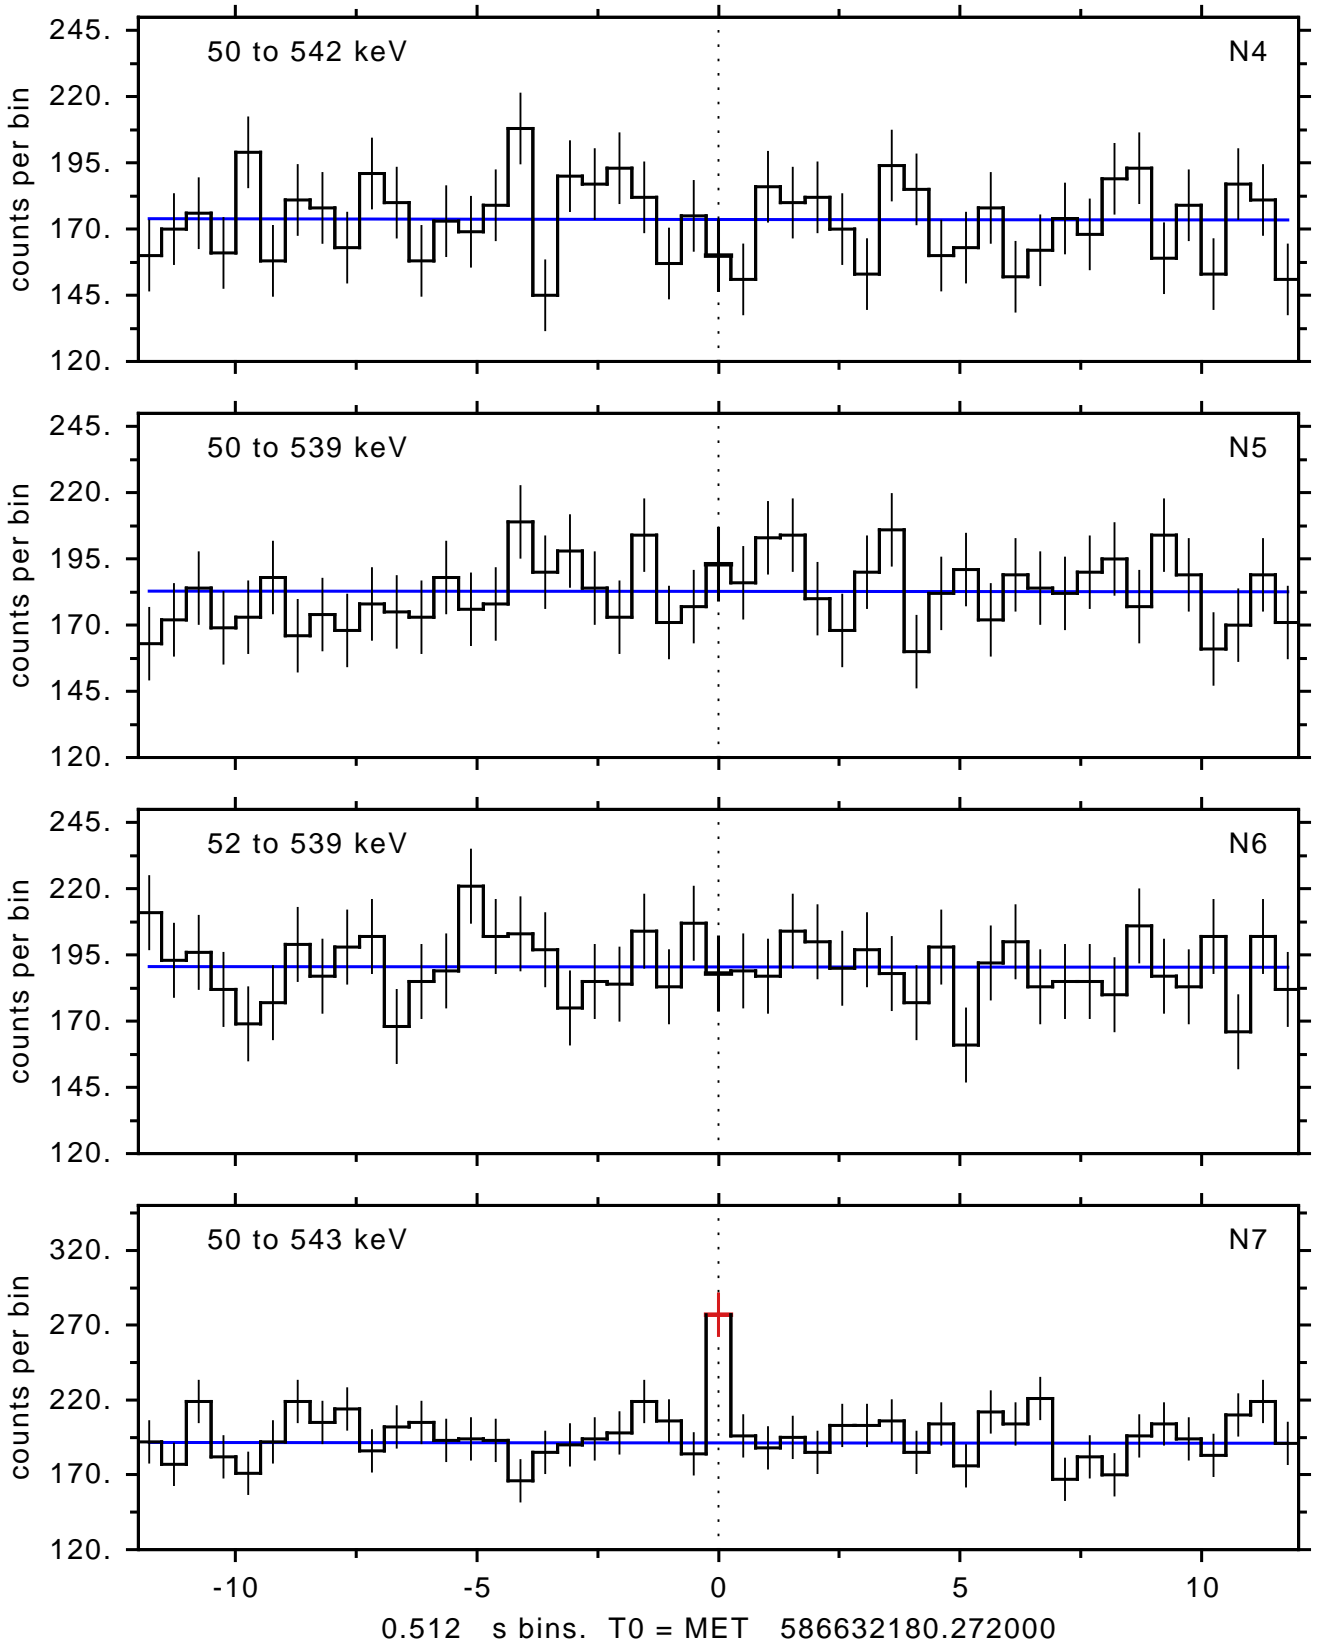 50 to 542 keV N4
245.
220.
195.
170.
145.
120.
counts per bin
50 to 539 keV N5
245.
220.
195.
170.
145.
120.
counts per bin
52 to 539 keV N6
245.
220.
195.
170.
145.
120.
counts per bin
50 to 543 keV N7
320.
270.
220.
170.
120.
counts per bin
-10 -5 0 5 10
0.512 s bins. T0 = MET 586632180.272000